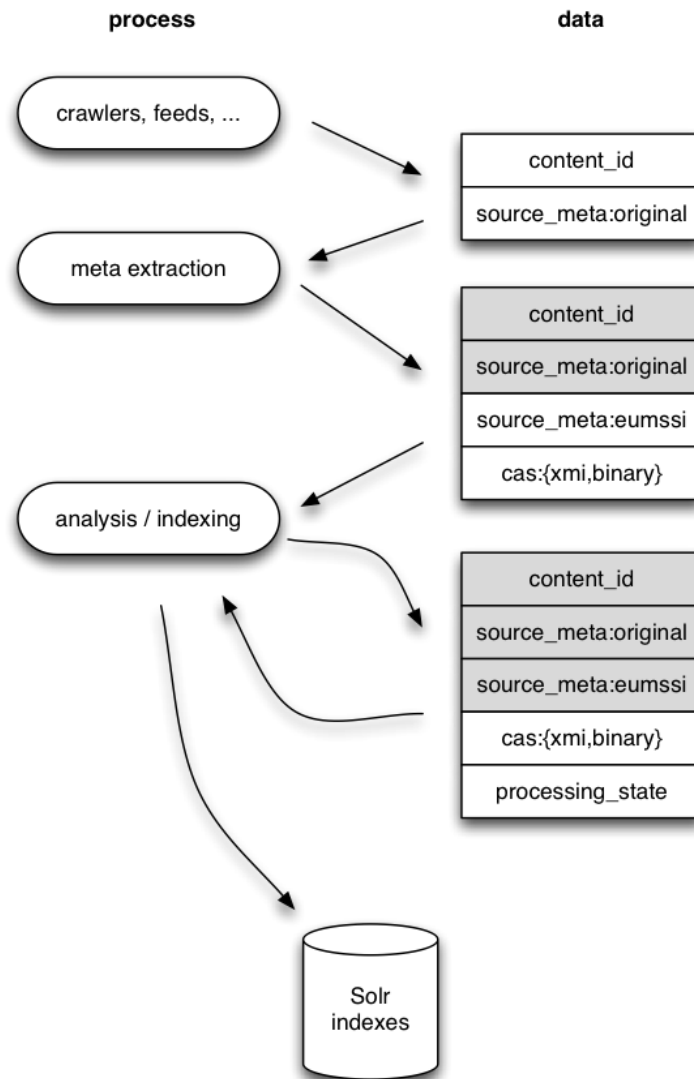 process
data
crawlers, feeds, ...
content_id
source_meta:original
meta extraction
content_id
source_meta:original
source_meta:eumssi
cas:{xmi,binary}
analysis / indexing
content_id
source_meta:original
source_meta:eumssi
cas:{xmi,binary}
processing_state
Solr
indexes